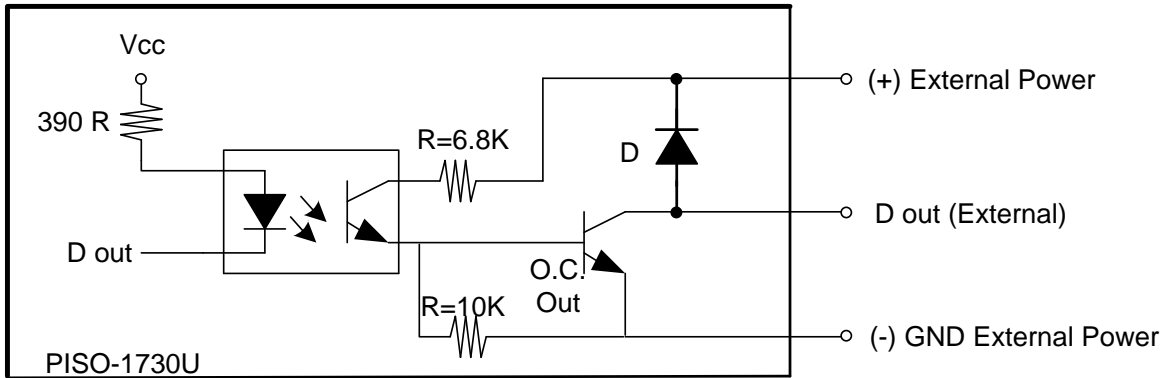 Vcc
(+) External Power
390 R
R=6.8K
D
D out (External)
D out
O.C.
Out
R=10K
(-) GND External Power
PISO-1730U